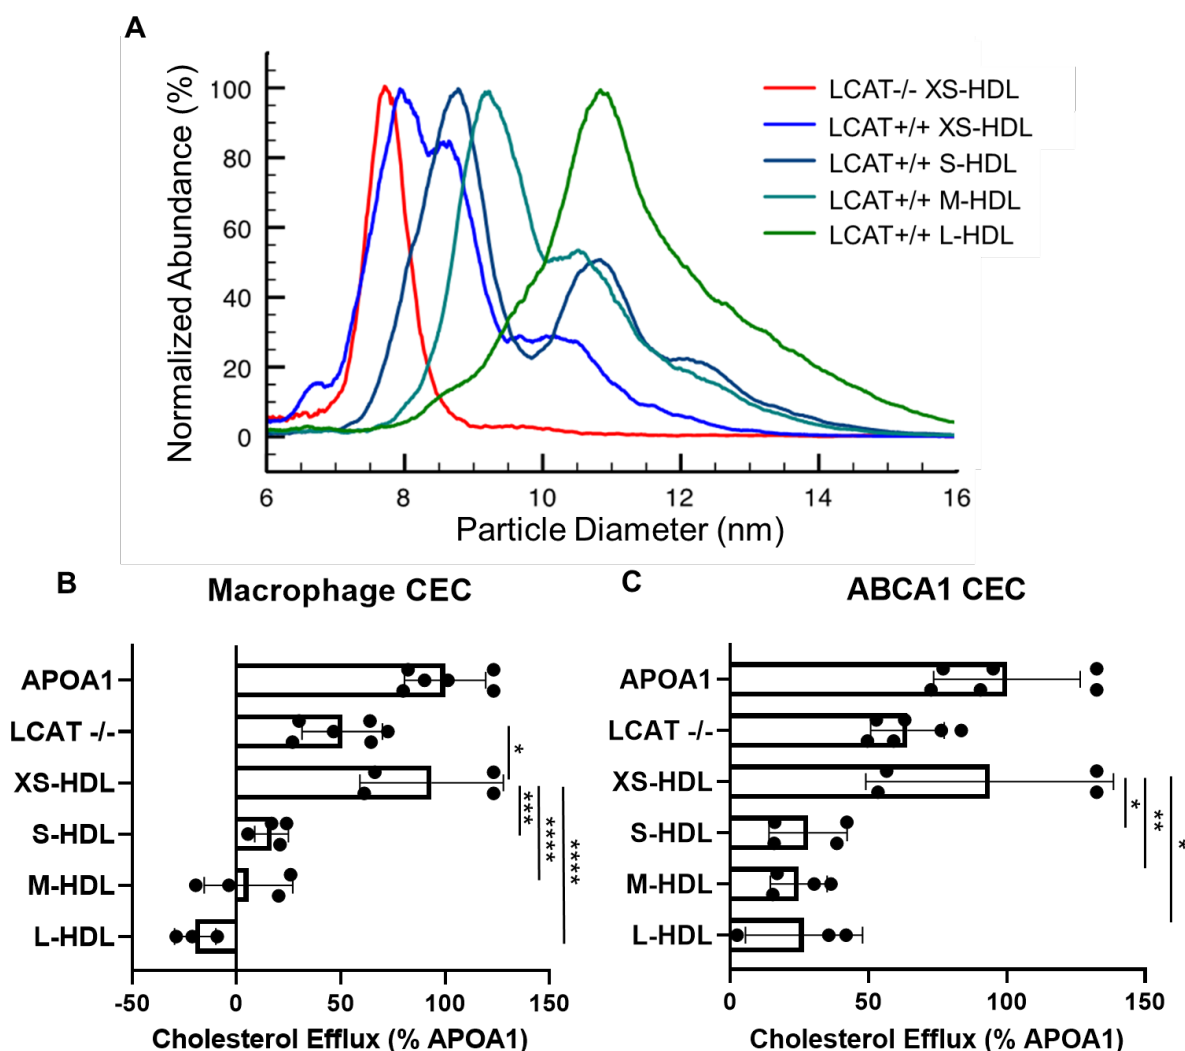 A
Normalized Abundance (%)
100
80
60
40
20
0
LCAT-/- XS-HDL
LCAT+/+ XS-HDL
LCAT+/+ S-HDL
LCAT+/+ M-HDL
LCAT+/+ L-HDL
6 8 10 12 14 16
Particle Diameter (nm)
B
Macrophage CEC
APOA1
LCAT -/-
XS-HDL
S-HDL
M-HDL
L-HDL
*
***
****
****
-50 0 50 100 150
Cholesterol Efflux (% APOA1)
C
ABCA1 CEC
APOA1
LCAT -/-
XS-HDL
S-HDL
M-HDL
L-HDL
*
**
*
0 50 100 150
Cholesterol Efflux (% APOA1)